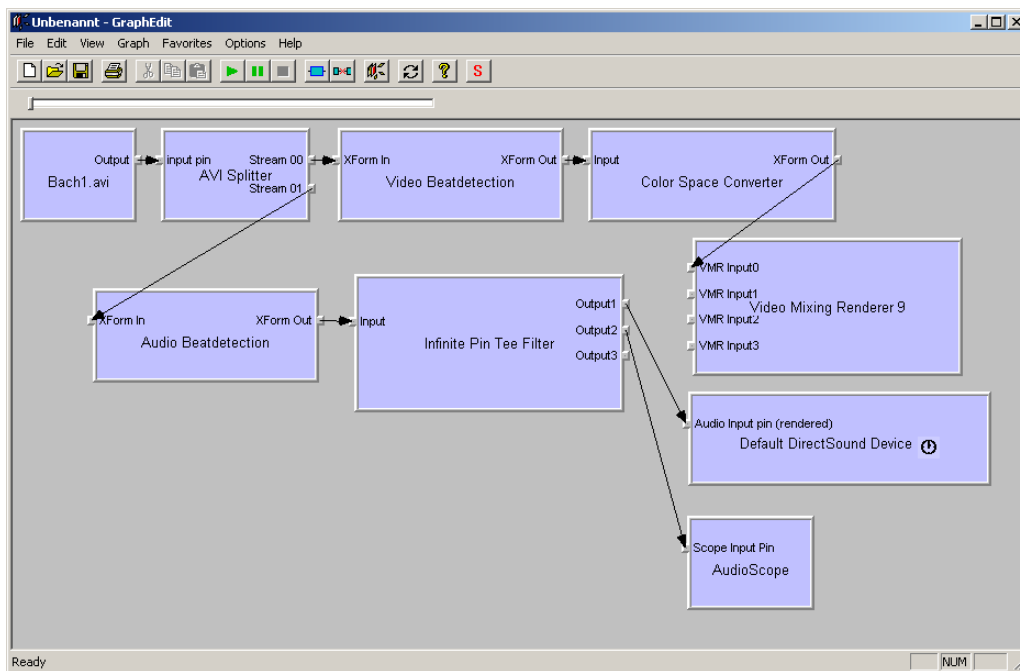 Unbenannt - GraphEdit
File Edit View Graph Favorites Options Help
S
Output
Bach1.avi
input pin Stream 00
AVI Splitter
Stream 01
XForm In XForm Out
Video Beatdetection
Input XForm Out
Color Space Converter
VMR Input0
VMR Input1
Video Mixing Renderer 9
VMR Input2
VMR Input3
XForm In XForm Out
Audio Beatdetection
Output1
Input
Output2
Infinite Pin Tee Filter
Output3
Audio Input pin (rendered)
Default DirectSound Device
Scope Input Pin
AudioScope
Ready NUM